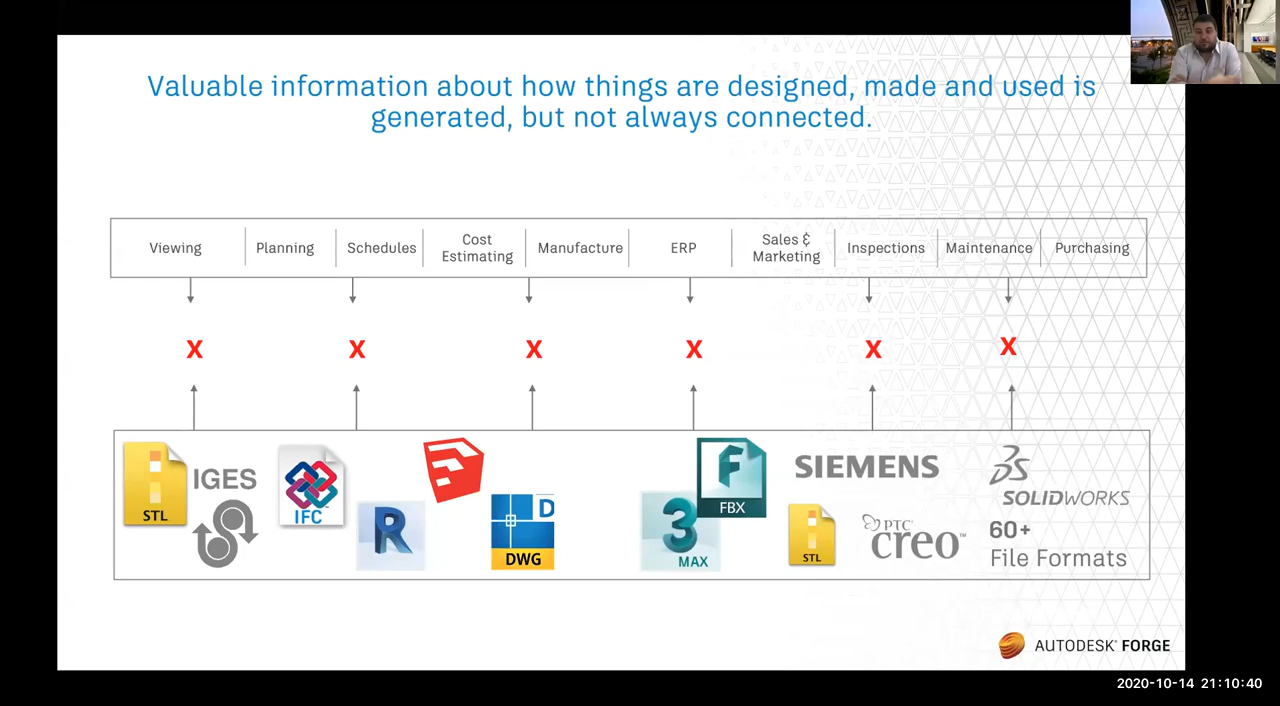 Valuable information about how things are designed, made and used is
generated, but not always connected.
Viewing
Planning
Schedules
Cost
Estimating
Manufacture
ERP
Sales &
Marketing
Inspections
Maintenance
Purchasing
X X X X X X
STL
IGES
IFC
R
D
DWG
3
MAX
F
FBX
SIEMENS
STL
PTC®
creo™
3S
SOLIDWORKS
60+
File Formats
AUTODESK® FORGE
2020-10-14 21:10:40